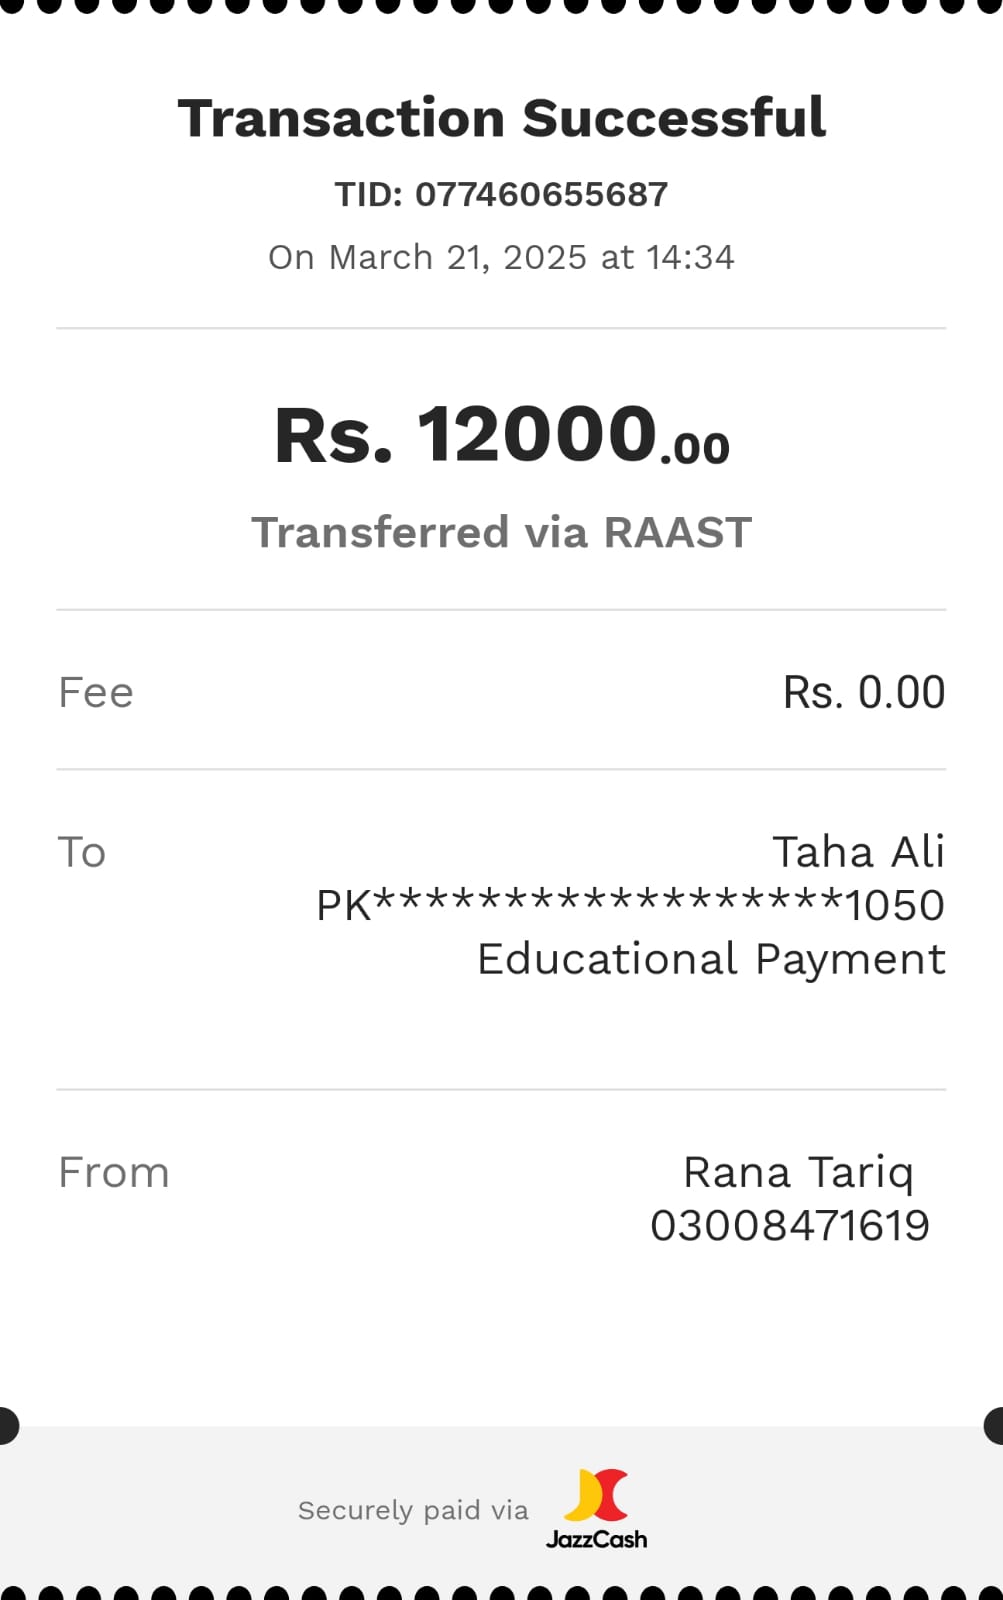 Transaction Successful
TID: 077460655687
On March 21, 2025 at 14:34
Rs. 12000.00
Transferred via RAAST
Fee Rs. 0.00
To Taha Ali
PK******************1050
Educational Payment
From Rana Tariq
03008471619
Securely paid via JazzCash